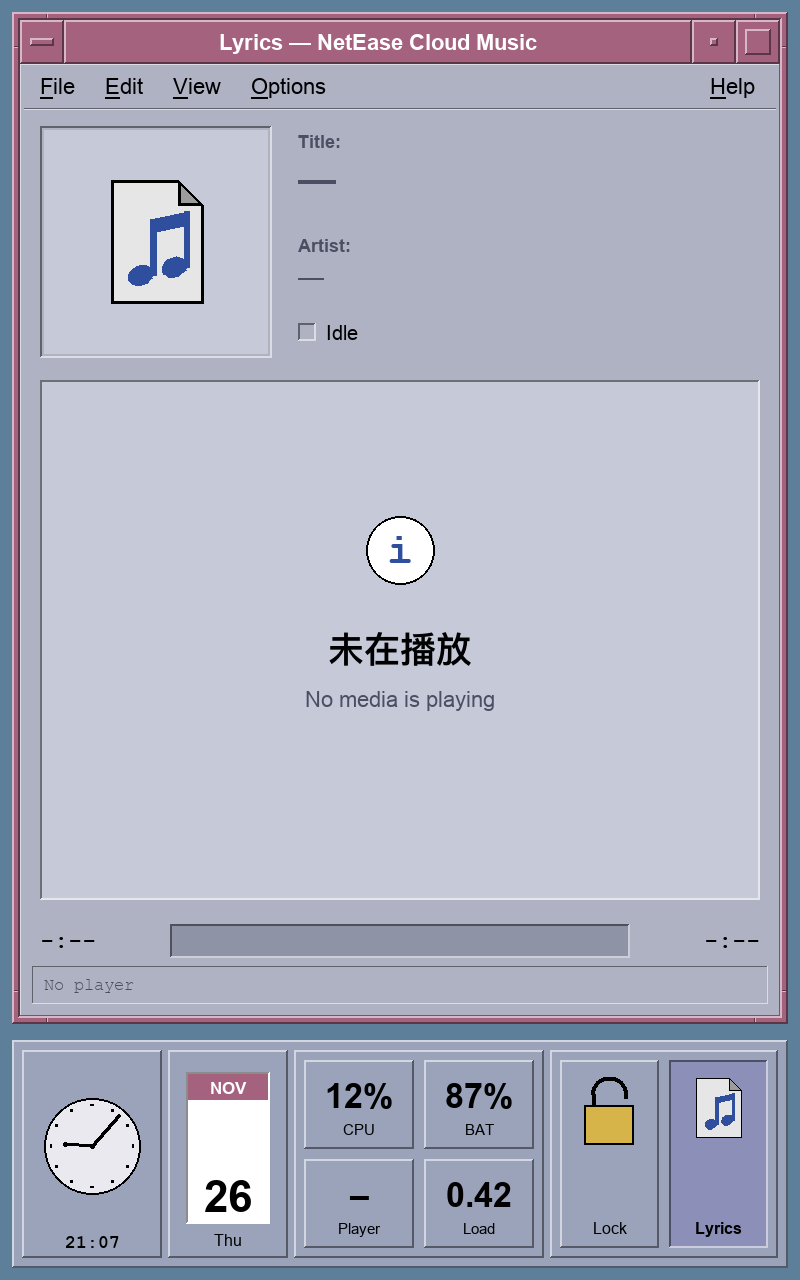 Lyrics — NetEase Cloud Music
File Edit View Options Help
Title:
—
Artist:
—
Idle
i
未在播放
No media is playing
-:-- -:--
No player
NOV
26
Thu
21:07
12%
CPU
87%
BAT
–
Player
0.42
Load
Lock
Lyrics